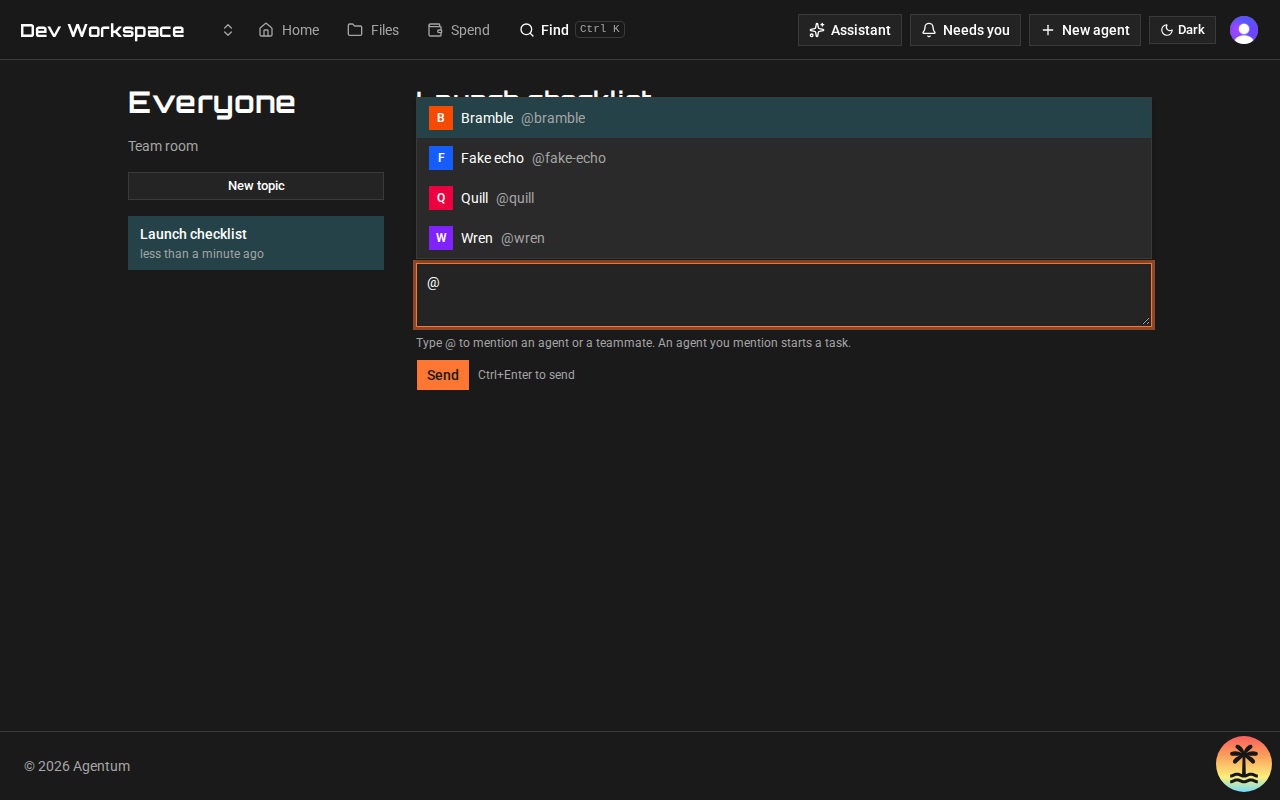 Dev Workspace
Home
Files
Spend
Find Ctrl K
Assistant
Needs you
New agent
Dark
Everyone
Team room
New topic
Launch checklist
less than a minute ago
Launch checklist
B Bramble @bramble
F Fake echo @fake-echo
Q Quill @quill
W Wren @wren
@
Type @ to mention an agent or a teammate. An agent you mention starts a task.
Send Ctrl+Enter to send
© 2026 Agentum